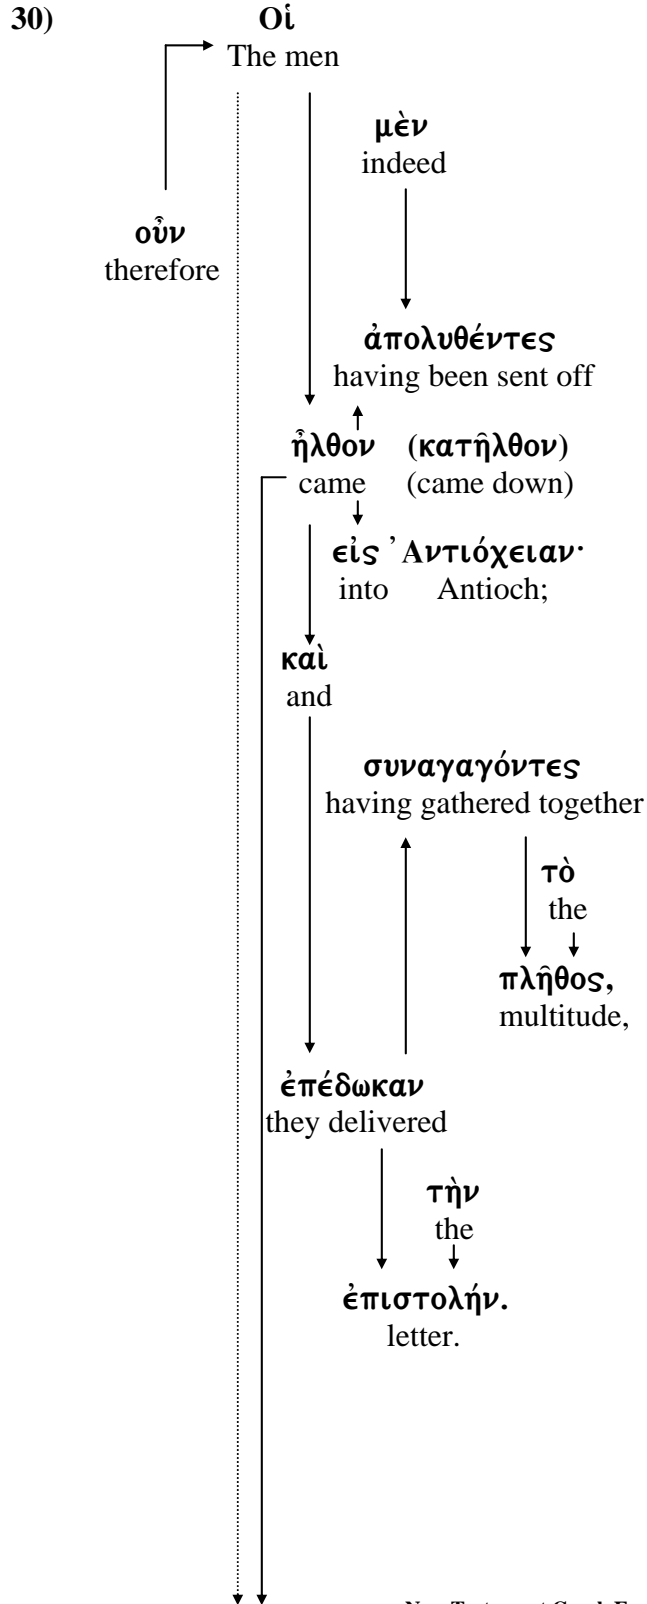 30) Οἱ
The men
μὲν
indeed
οὖν
therefore
ἀπολυθέντες
having been sent off
ἦλθον (κατῆλθον)
came (came down)
εἰς Ἀντιόχειαν·
into Antioch;
καὶ
and
συναγαγόντες
having gathered together
τὸ
the
πλῆθος,
multitude,
ἐπέδωκαν
they delivered
τὴν
the
ἐπιστολήν.
letter.